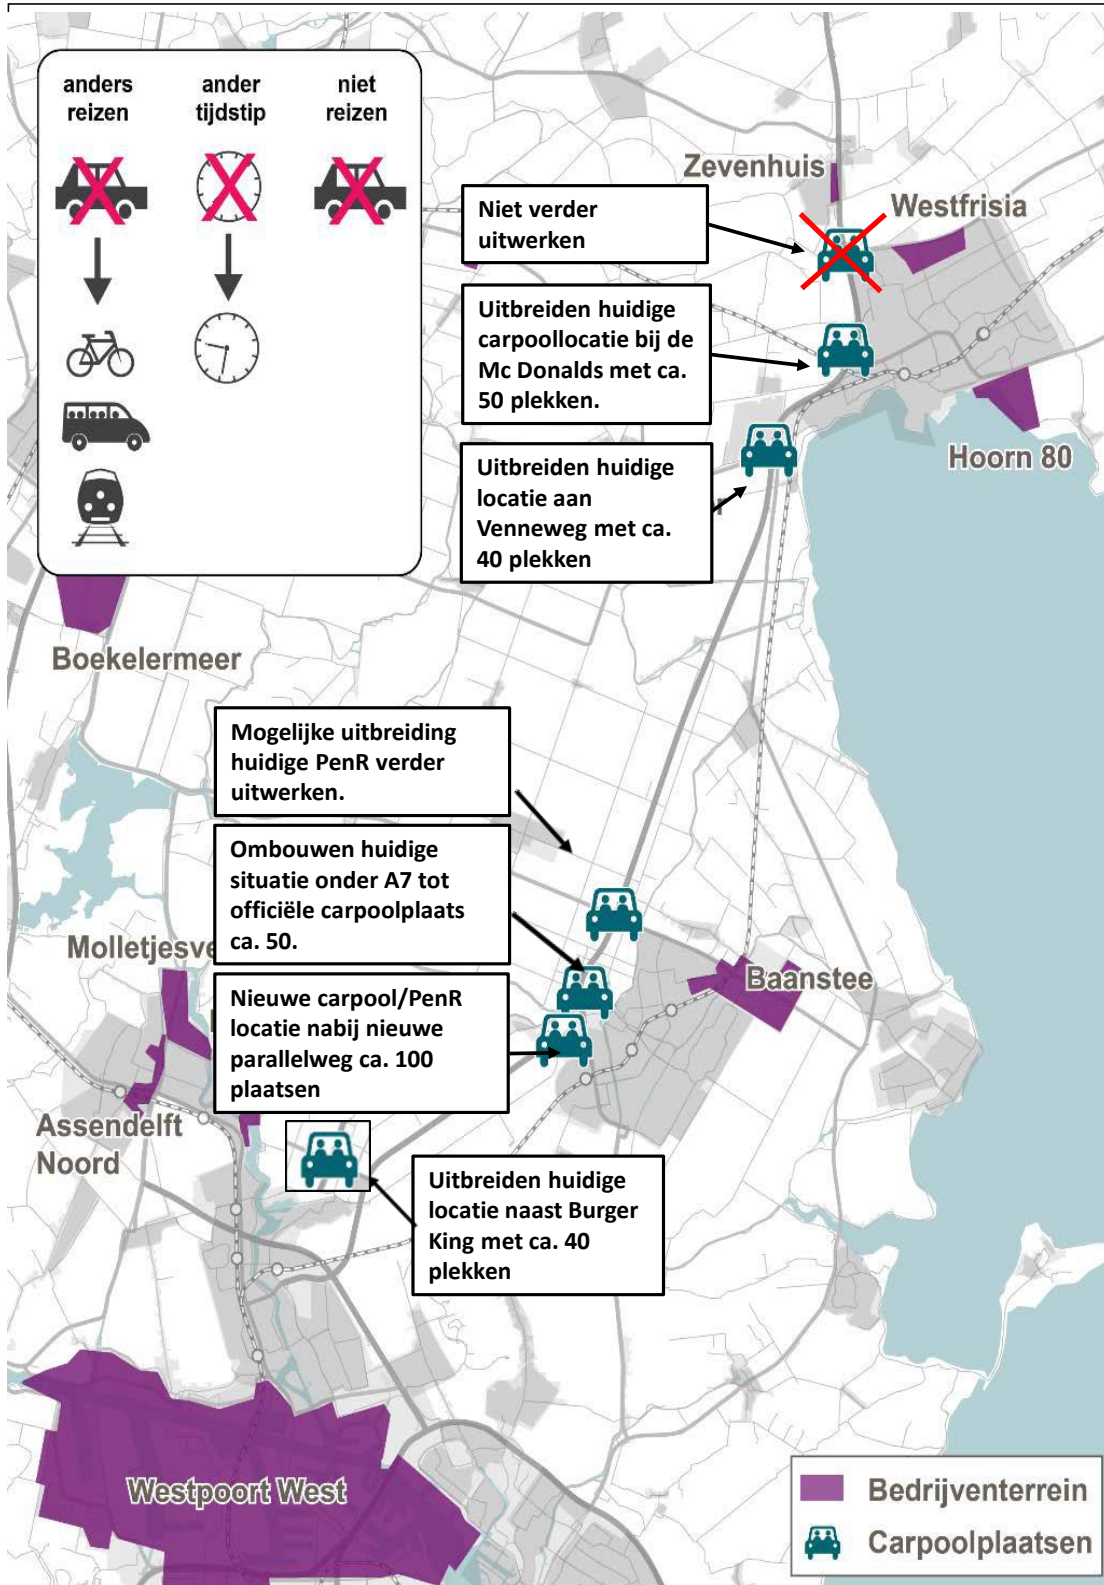 anders
reizen
ander
tijdstip
niet
reizen
Zevenhuis
Westfrisia
Niet verder
uitwerken
Uitbreiden huidige
carpoollocatie bij de
Mc Donalds met ca.
50 plekken.
Hoorn 80
Uitbreiden huidige
locatie aan
Venneweg met ca.
40 plekken
Boekelermeer
Mogelijke uitbreiding
huidige PenR verder
uitwerken.
Ombouwen huidige
situatie onder A7 tot
officiële carpoolplaats
ca. 50.
Molletjesve
Baanstee
Nieuwe carpool/PenR
locatie nabij nieuwe
parallelweg ca. 100
plaatsen
Assendelft
Noord
Uitbreiden huidige
locatie naast Burger
King met ca. 40
plekken
Westpoort West
Bedrijventerrein
Carpoolplaatsen